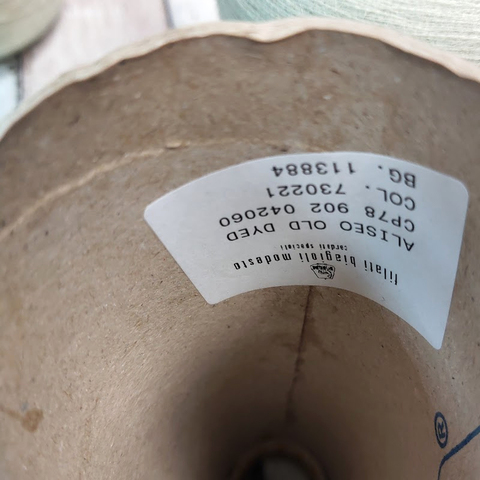 filati biagioli modesto
cardati speciali
ALISEO OLD DYED
CP78 902 042060
COL. 730221
BG. 113884
®